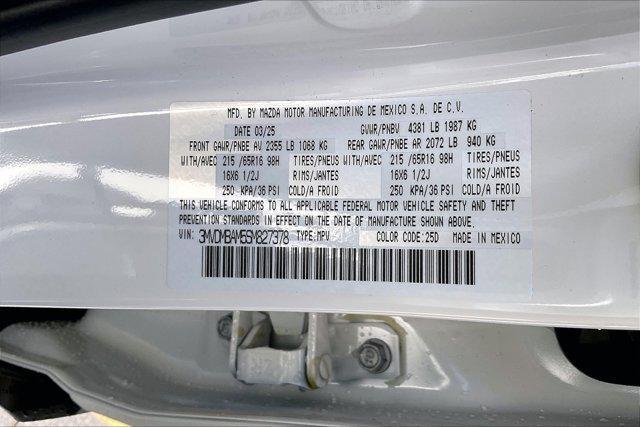 MFD. BY MAZDA MOTOR MANUFACTURING DE MEXICO S.A. DE C.V.
DATE 03/25 GVWR/PNBV 4381 LB 1987 KG
FRONT GAWR/PNBE AV 2355 LB 1068 KG REAR GAWR/PNBE AR 2072 LB 940 KG
WITH/AVEC 215 /65R16 98H TIRES/PNEUS WITH/AVEC 215 /65R16 98H TIRES/PNEUS
16X6 1/2J RIMS/JANTES 16X6 1/2J RIMS/JANTES
250 KPA/36 PSI COLD/A FROID 250 KPA/36 PSI COLD/A FROID
THIS VEHICLE CONFORMS TO ALL APPLICABLE FEDERAL MOTOR VEHICLE SAFETY AND THEFT
PREVENTION STANDARDS IN EFFECT ON THE DATE OF MANUFACTURE SHOWN ABOVE.
VIN: 3MVDMBAM5SM827378 TYPE: MPV COLOR CODE: 25D MADE IN MEXICO